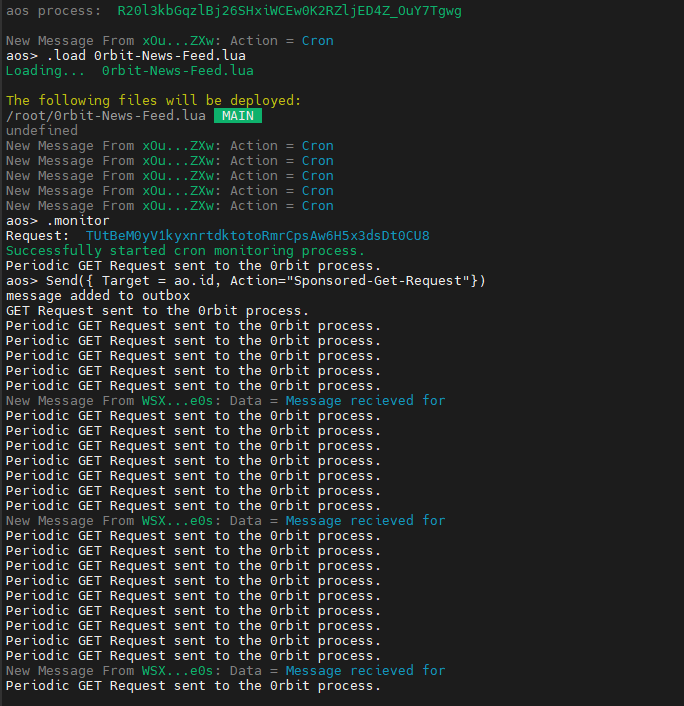 aos process:  R20l3kbGqzlBj26SHxiWCEw0K2RZljED4Z_OuY7Tgwg
New Message From xOu...ZXw: Action = Cron
aos> .load 0rbit-News-Feed.lua
Loading...  0rbit-News-Feed.lua
The following files will be deployed:
/root/0rbit-News-Feed.lua  MAIN
undefined
New Message From xOu...ZXw: Action = Cron
New Message From xOu...ZXw: Action = Cron
New Message From xOu...ZXw: Action = Cron
New Message From xOu...ZXw: Action = Cron
New Message From xOu...ZXw: Action = Cron
aos> .monitor
Request:  TUtBeM0yV1kyxnrtdktotoRmrCpsAw6H5x3dsDt0CU8
Successfully started cron monitoring process.
Periodic GET Request sent to the 0rbit process.
aos> Send({ Target = ao.id, Action="Sponsored-Get-Request"})
message added to outbox
GET Request sent to the 0rbit process.
Periodic GET Request sent to the 0rbit process.
Periodic GET Request sent to the 0rbit process.
Periodic GET Request sent to the 0rbit process.
Periodic GET Request sent to the 0rbit process.
Periodic GET Request sent to the 0rbit process.
New Message From WSX...e0s: Data = Message recieved for
Periodic GET Request sent to the 0rbit process.
Periodic GET Request sent to the 0rbit process.
Periodic GET Request sent to the 0rbit process.
Periodic GET Request sent to the 0rbit process.
Periodic GET Request sent to the 0rbit process.
Periodic GET Request sent to the 0rbit process.
Periodic GET Request sent to the 0rbit process.
New Message From WSX...e0s: Data = Message recieved for
Periodic GET Request sent to the 0rbit process.
Periodic GET Request sent to the 0rbit process.
Periodic GET Request sent to the 0rbit process.
Periodic GET Request sent to the 0rbit process.
Periodic GET Request sent to the 0rbit process.
Periodic GET Request sent to the 0rbit process.
Periodic GET Request sent to the 0rbit process.
Periodic GET Request sent to the 0rbit process.
Periodic GET Request sent to the 0rbit process.
New Message From WSX...e0s: Data = Message recieved for
Periodic GET Request sent to the 0rbit process.